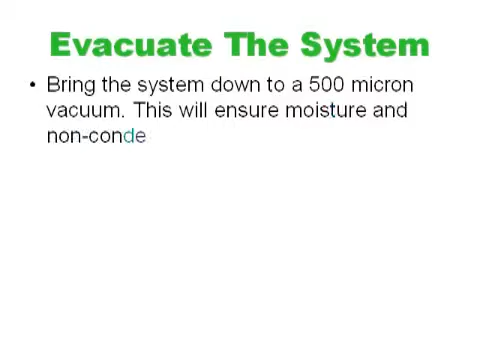 Evacuate The System
• Bring the system down to a 500 micron
vacuum. This will ensure moisture and
non-conde